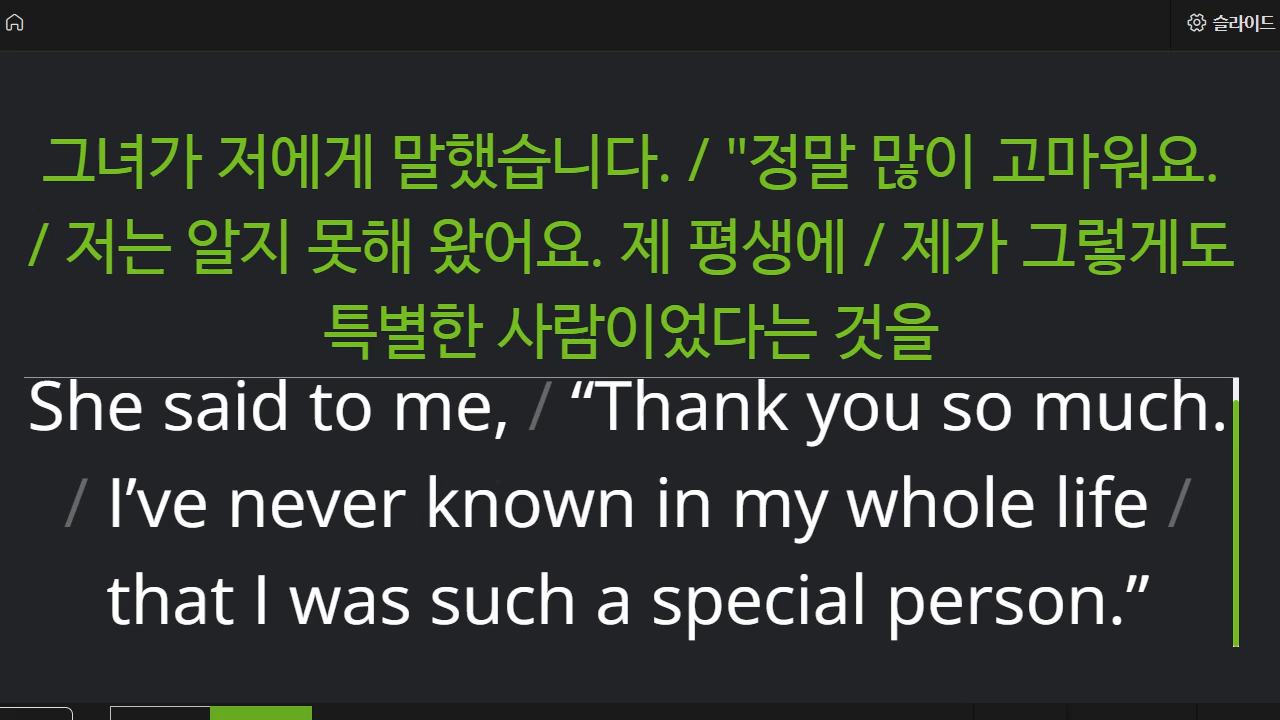 슬라이드
그녀가 저에게 말했습니다. / "정말 많이 고마워요.
/ 저는 알지 못해 왔어요. 제 평생에 / 제가 그렇게도
특별한 사람이었다는 것을
She said to me, / “Thank you so much.
/ I’ve never known in my whole life /
that I was such a special person.”